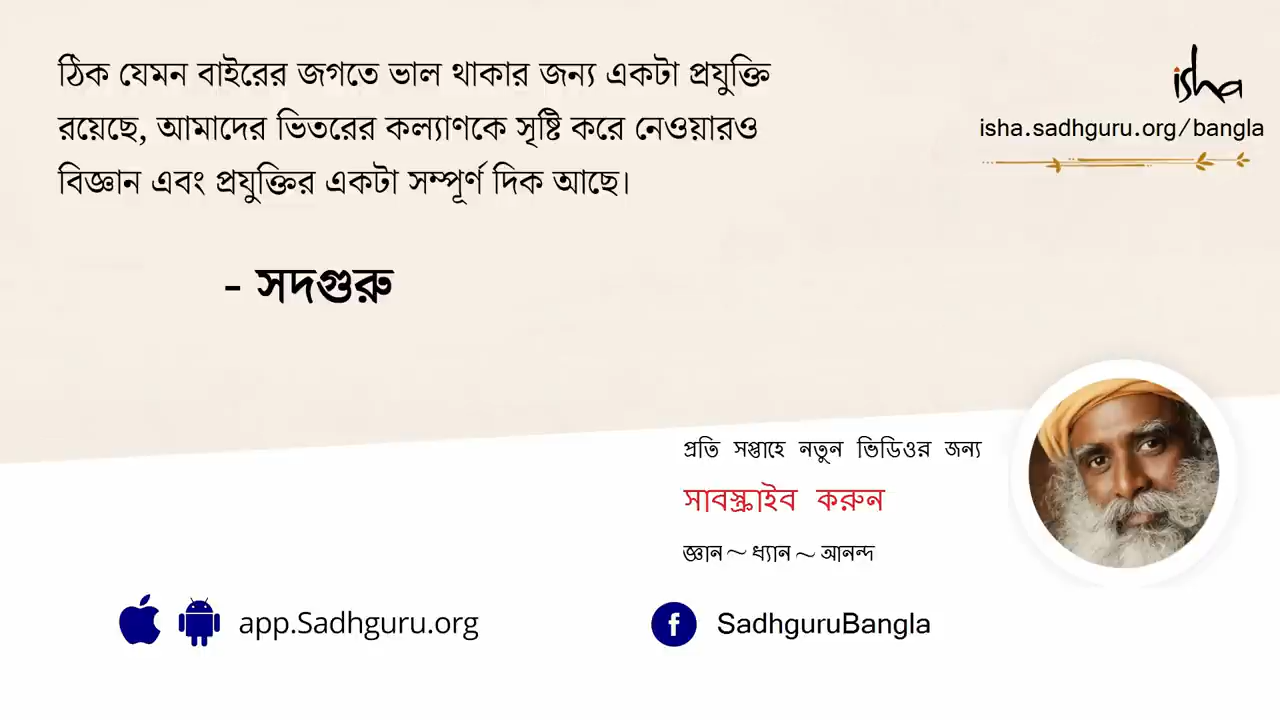 ঠিক যেমন বাইরের জগতে ভাল থাকার জন্য একটা প্রযুক্তি
রয়েছে, আমাদের ভিতরের কল্যাণকে সৃষ্টি করে নেওয়ারও
বিজ্ঞান এবং প্রযুক্তির একটা সম্পূর্ণ দিক আছে।
- সদগুরু
isha
isha.sadhguru.org/bangla
প্রতি সপ্তাহে নতুন ভিডিওর জন্য
সাবস্ক্রাইব করুন
জ্ঞান ~ ধ্যান ~ আনন্দ
app.Sadhguru.org
f SadhguruBangla